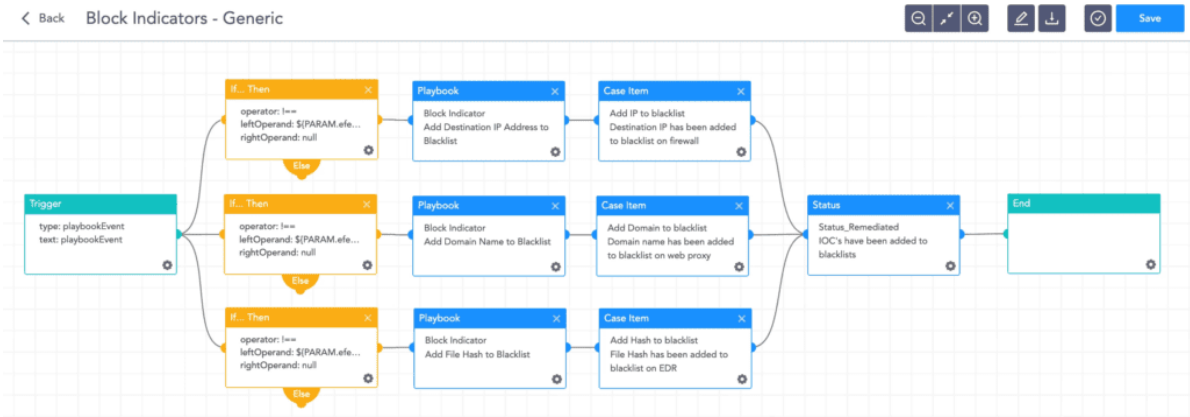 Back
Block Indicators - Generic
Save
If... Then
operator: !==
leftOperand: ${PARAM.efe...
rightOperand: null
Else
Playbook
Block Indicator
Add Destination IP Address to
Blacklist
Case Item
Add IP to blacklist
Destination IP has been added
to blacklist on firewall
Trigger
type: playbookEvent
text: playbookEvent
If... Then
operator: !==
leftOperand: ${PARAM.efe...
rightOperand: null
Else
Playbook
Block Indicator
Add Domain Name to Blacklist
Case Item
Add Domain to blacklist
Domain name has been added
to blacklist on web proxy
Status
Status_Remediated
IOC's have been added to
blacklists
End
If... Then
operator: !==
leftOperand: ${PARAM.efe...
rightOperand: null
Else
Playbook
Block Indicator
Add File Hash to Blacklist
Case Item
Add Hash to blacklist
File Hash has been added to
blacklist on EDR